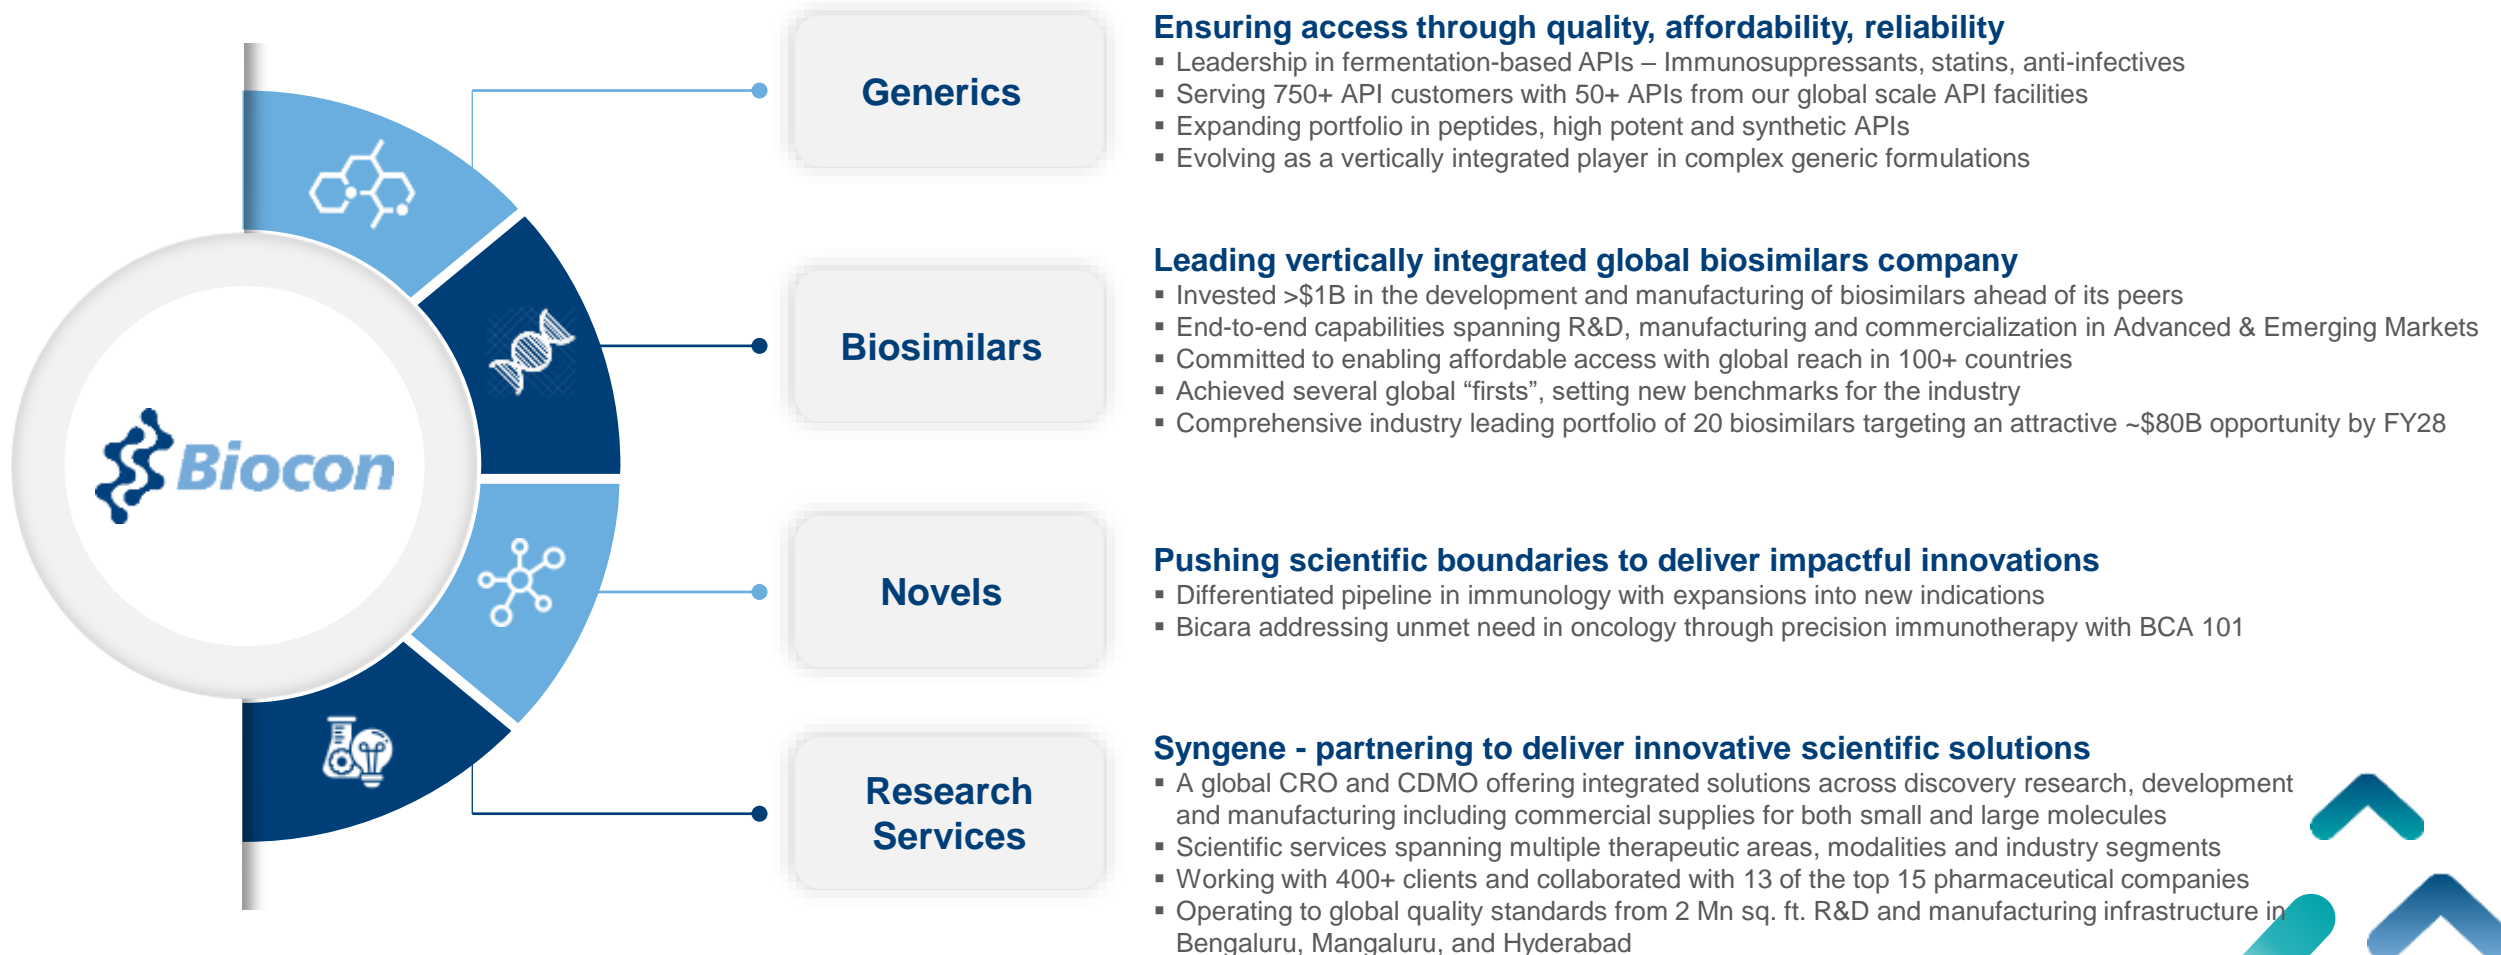 Biocon
Generics
Ensuring access through quality, affordability, reliability
▪ Leadership in fermentation-based APIs – Immunosuppressants, statins, anti-infectives
▪ Serving 750+ API customers with 50+ APIs from our global scale API facilities
▪ Expanding portfolio in peptides, high potent and synthetic APIs
▪ Evolving as a vertically integrated player in complex generic formulations
Biosimilars
Leading vertically integrated global biosimilars company
▪ Invested >$1B in the development and manufacturing of biosimilars ahead of its peers
▪ End-to-end capabilities spanning R&D, manufacturing and commercialization in Advanced & Emerging Markets
▪ Committed to enabling affordable access with global reach in 100+ countries
▪ Achieved several global “firsts”, setting new benchmarks for the industry
▪ Comprehensive industry leading portfolio of 20 biosimilars targeting an attractive ~$80B opportunity by FY28
Novels
Pushing scientific boundaries to deliver impactful innovations
▪ Differentiated pipeline in immunology with expansions into new indications
▪ Bicara addressing unmet need in oncology through precision immunotherapy with BCA 101
Research
Services
Syngene - partnering to deliver innovative scientific solutions
▪ A global CRO and CDMO offering integrated solutions across discovery research, development
and manufacturing including commercial supplies for both small and large molecules
▪ Scientific services spanning multiple therapeutic areas, modalities and industry segments
▪ Working with 400+ clients and collaborated with 13 of the top 15 pharmaceutical companies
▪ Operating to global quality standards from 2 Mn sq. ft. R&D and manufacturing infrastructure in
Bengaluru, Mangaluru, and Hyderabad